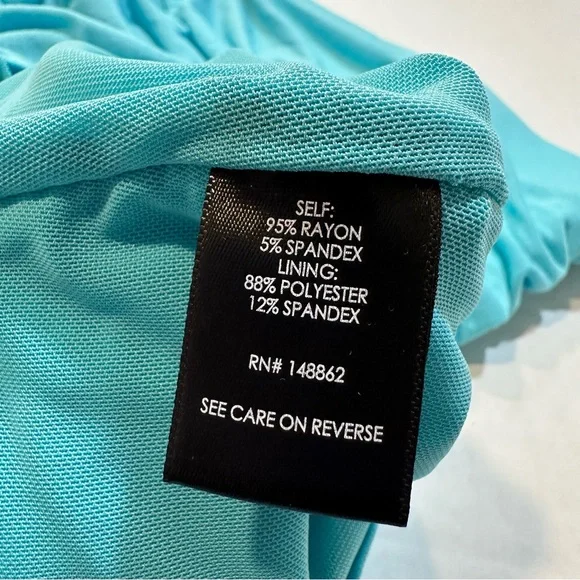 SELF:
95% RAYON
5% SPANDEX
LINING:
88% POLYESTER
12% SPANDEX
RN# 148862
SEE CARE ON REVERSE